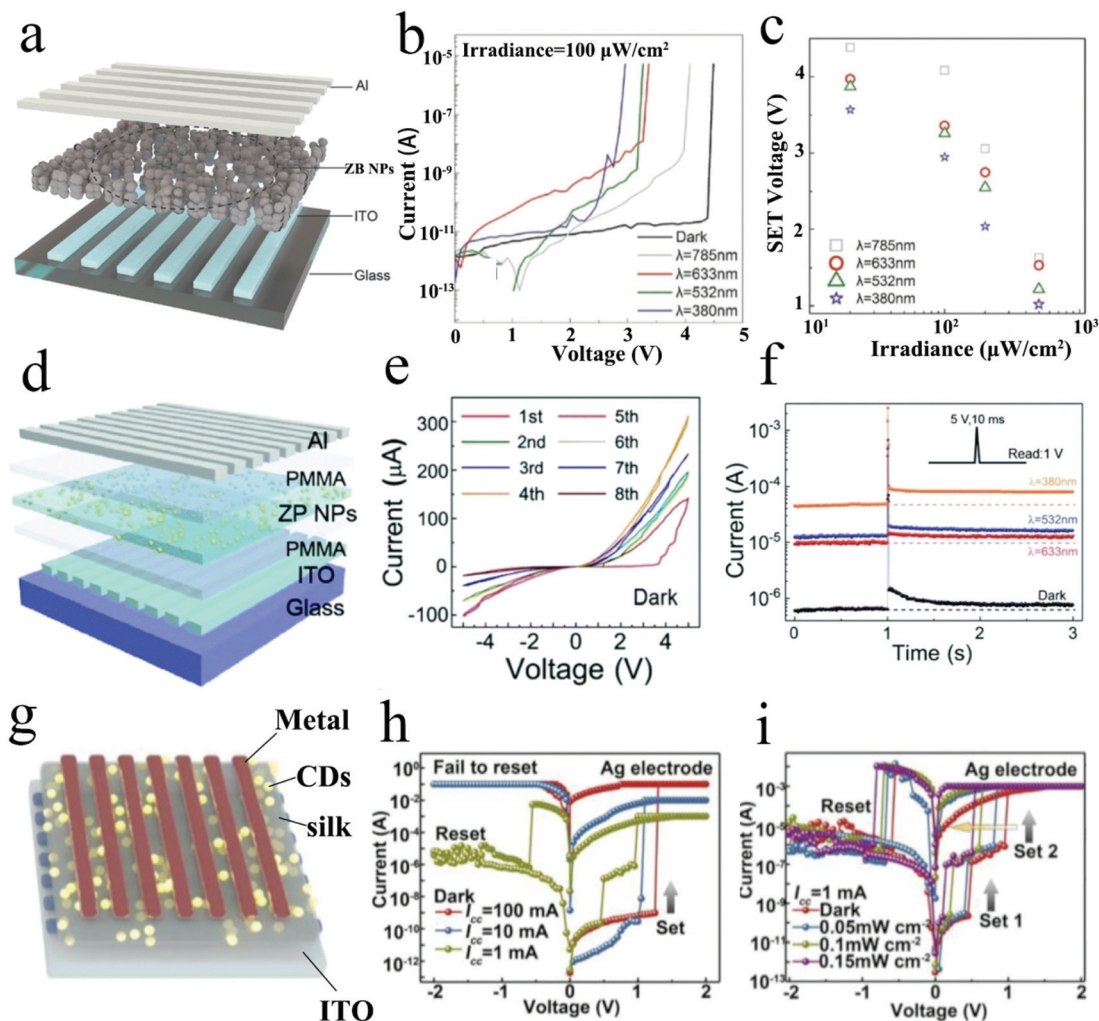 a
Al
ZB NPs
ITO
Glass
b
Irradiance=100 μW/cm²
10⁻⁵
10⁻⁷
10⁻⁹
10⁻¹¹
10⁻¹³
Current (A)
Dark
λ=785nm
λ=633nm
λ=532nm
λ=380nm
0 1 2 3 4 5
Voltage (V)
c
4
3
2
1
SET Voltage (V)
λ=785nm
λ=633nm
λ=532nm
λ=380nm
10¹ 10² 10³
Irradiance (μW/cm²)
d
Al
PMMA
ZP NPs
PMMA
ITO
Glass
e
300
200
100
0
-100
Current (μA)
1st 5th
2nd 6th
3rd 7th
4th 8th
Dark
-4 -2 0 2 4
Voltage (V)
f
10⁻³
10⁻⁴
10⁻⁵
10⁻⁶
Current (A)
5 V,10 ms
Read:1 V
λ=380nm
λ=532nm
λ=633nm
Dark
0 1 2 3
Time (s)
g
Metal
CDs
silk
ITO
h
10⁰
10⁻²
10⁻⁴
10⁻⁶
10⁻⁸
10⁻¹⁰
10⁻¹²
Current (A)
Fail to reset Ag electrode
Reset
Dark
Icc=100 mA
Icc=10 mA
Icc=1 mA
Set
-2 -1 0 1 2
Voltage (V)
i
10⁻¹
10⁻³
10⁻⁵
10⁻⁷
10⁻⁹
10⁻¹¹
10⁻¹³
Current (A)
Ag electrode
Reset
Set 2
Icc=1 mA
Set 1
Dark
0.05mW cm⁻²
0.1mW cm⁻²
0.15mW cm⁻²
-2 -1 0 1 2
Voltage (V)